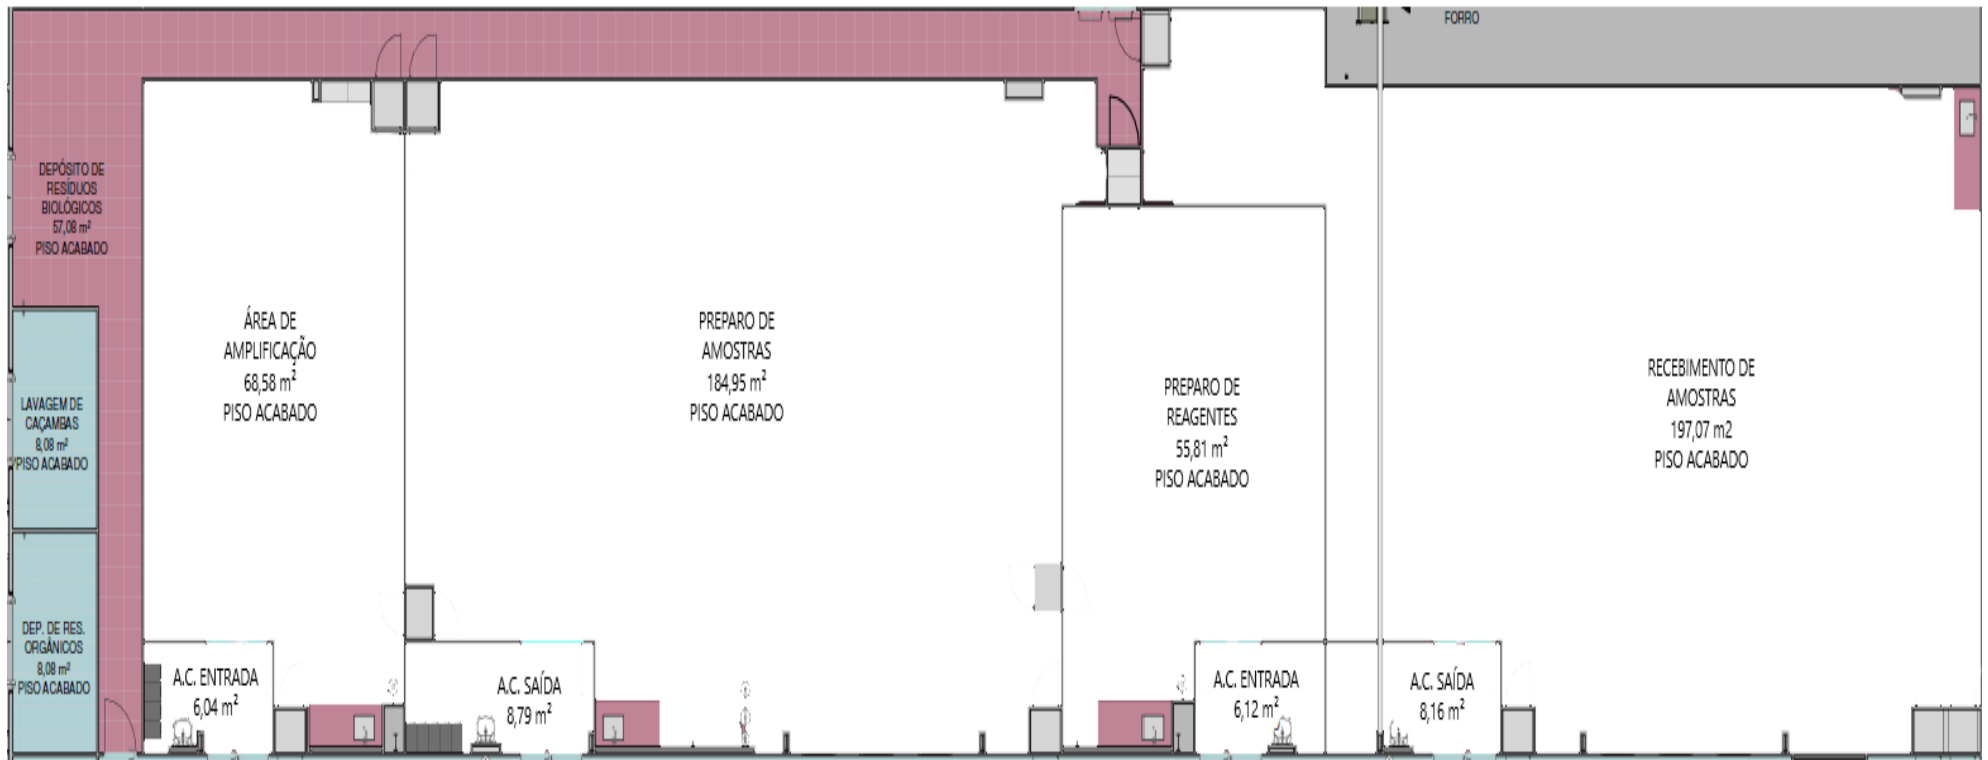 FORRO
DEPÓSITO DE
RESÍDUOS
BIOLÓGICOS
57,08 m²
PISO ACABADO
LAVAGEM DE
CAÇAMBAS
8,08 m²
PISO ACABADO
DEP. DE RES.
ORGÂNICOS
8,08 m²
PISO ACABADO
ÁREA DE
AMPLIFICAÇÃO
68,58 m²
PISO ACABADO
A.C. ENTRADA
6,04 m²
PREPARO DE
AMOSTRAS
184,95 m²
PISO ACABADO
A.C. SAÍDA
8,79 m²
PREPARO DE
REAGENTES
55,81 m²
PISO ACABADO
A.C. ENTRADA
6,12 m²
A.C. SAÍDA
8,16 m²
RECEBIMENTO DE
AMOSTRAS
197,07 m2
PISO ACABADO